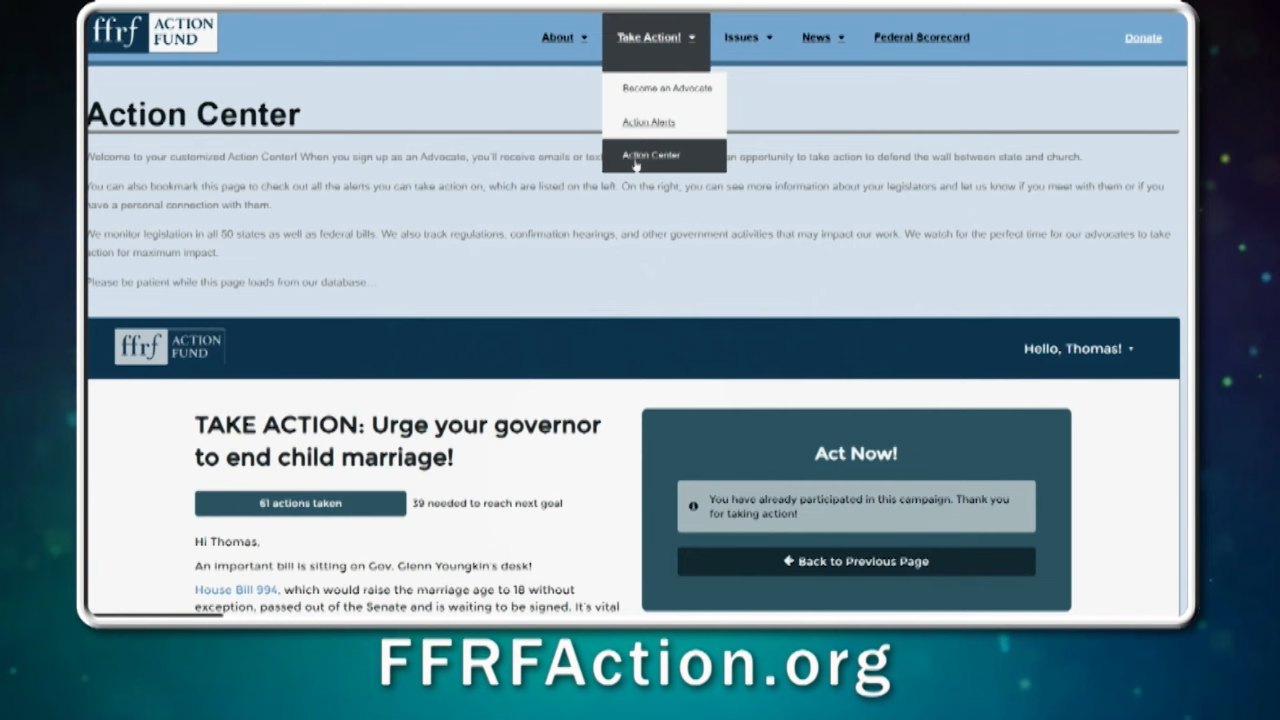 ffrf ACTION FUND
About Take Action! Issues News Federal Scorecard Donate
Become an Advocate
Action Alerts
Action Center
Action Center
Welcome to your customized Action Center! When you sign up as an Advocate, you'll receive emails or tex an opportunity to take action to defend the wall between state and church.
You can also bookmark this page to check out all the alerts you can take action on, which are listed on the left. On the right, you can see more information about your legislators and let us know if you meet with them or if you
have a personal connection with them.
We monitor legislation in all 50 states as well as federal bills. We also track regulations, confirmation hearings, and other government activities that may impact our work. We watch for the perfect time for our advocates to take
action for maximum impact.
Please be patient while this page loads from our database...
ffrf ACTION FUND
Hello, Thomas!
TAKE ACTION: Urge your governor
to end child marriage!
61 actions taken 39 needed to reach next goal
Hi Thomas,
An important bill is sitting on Gov. Glenn Youngkin's desk!
House Bill 994, which would raise the marriage age to 18 without
exception, passed out of the Senate and is waiting to be signed. It's vital
Act Now!
You have already participated in this campaign. Thank you
for taking action!
Back to Previous Page
FFRFAction.org